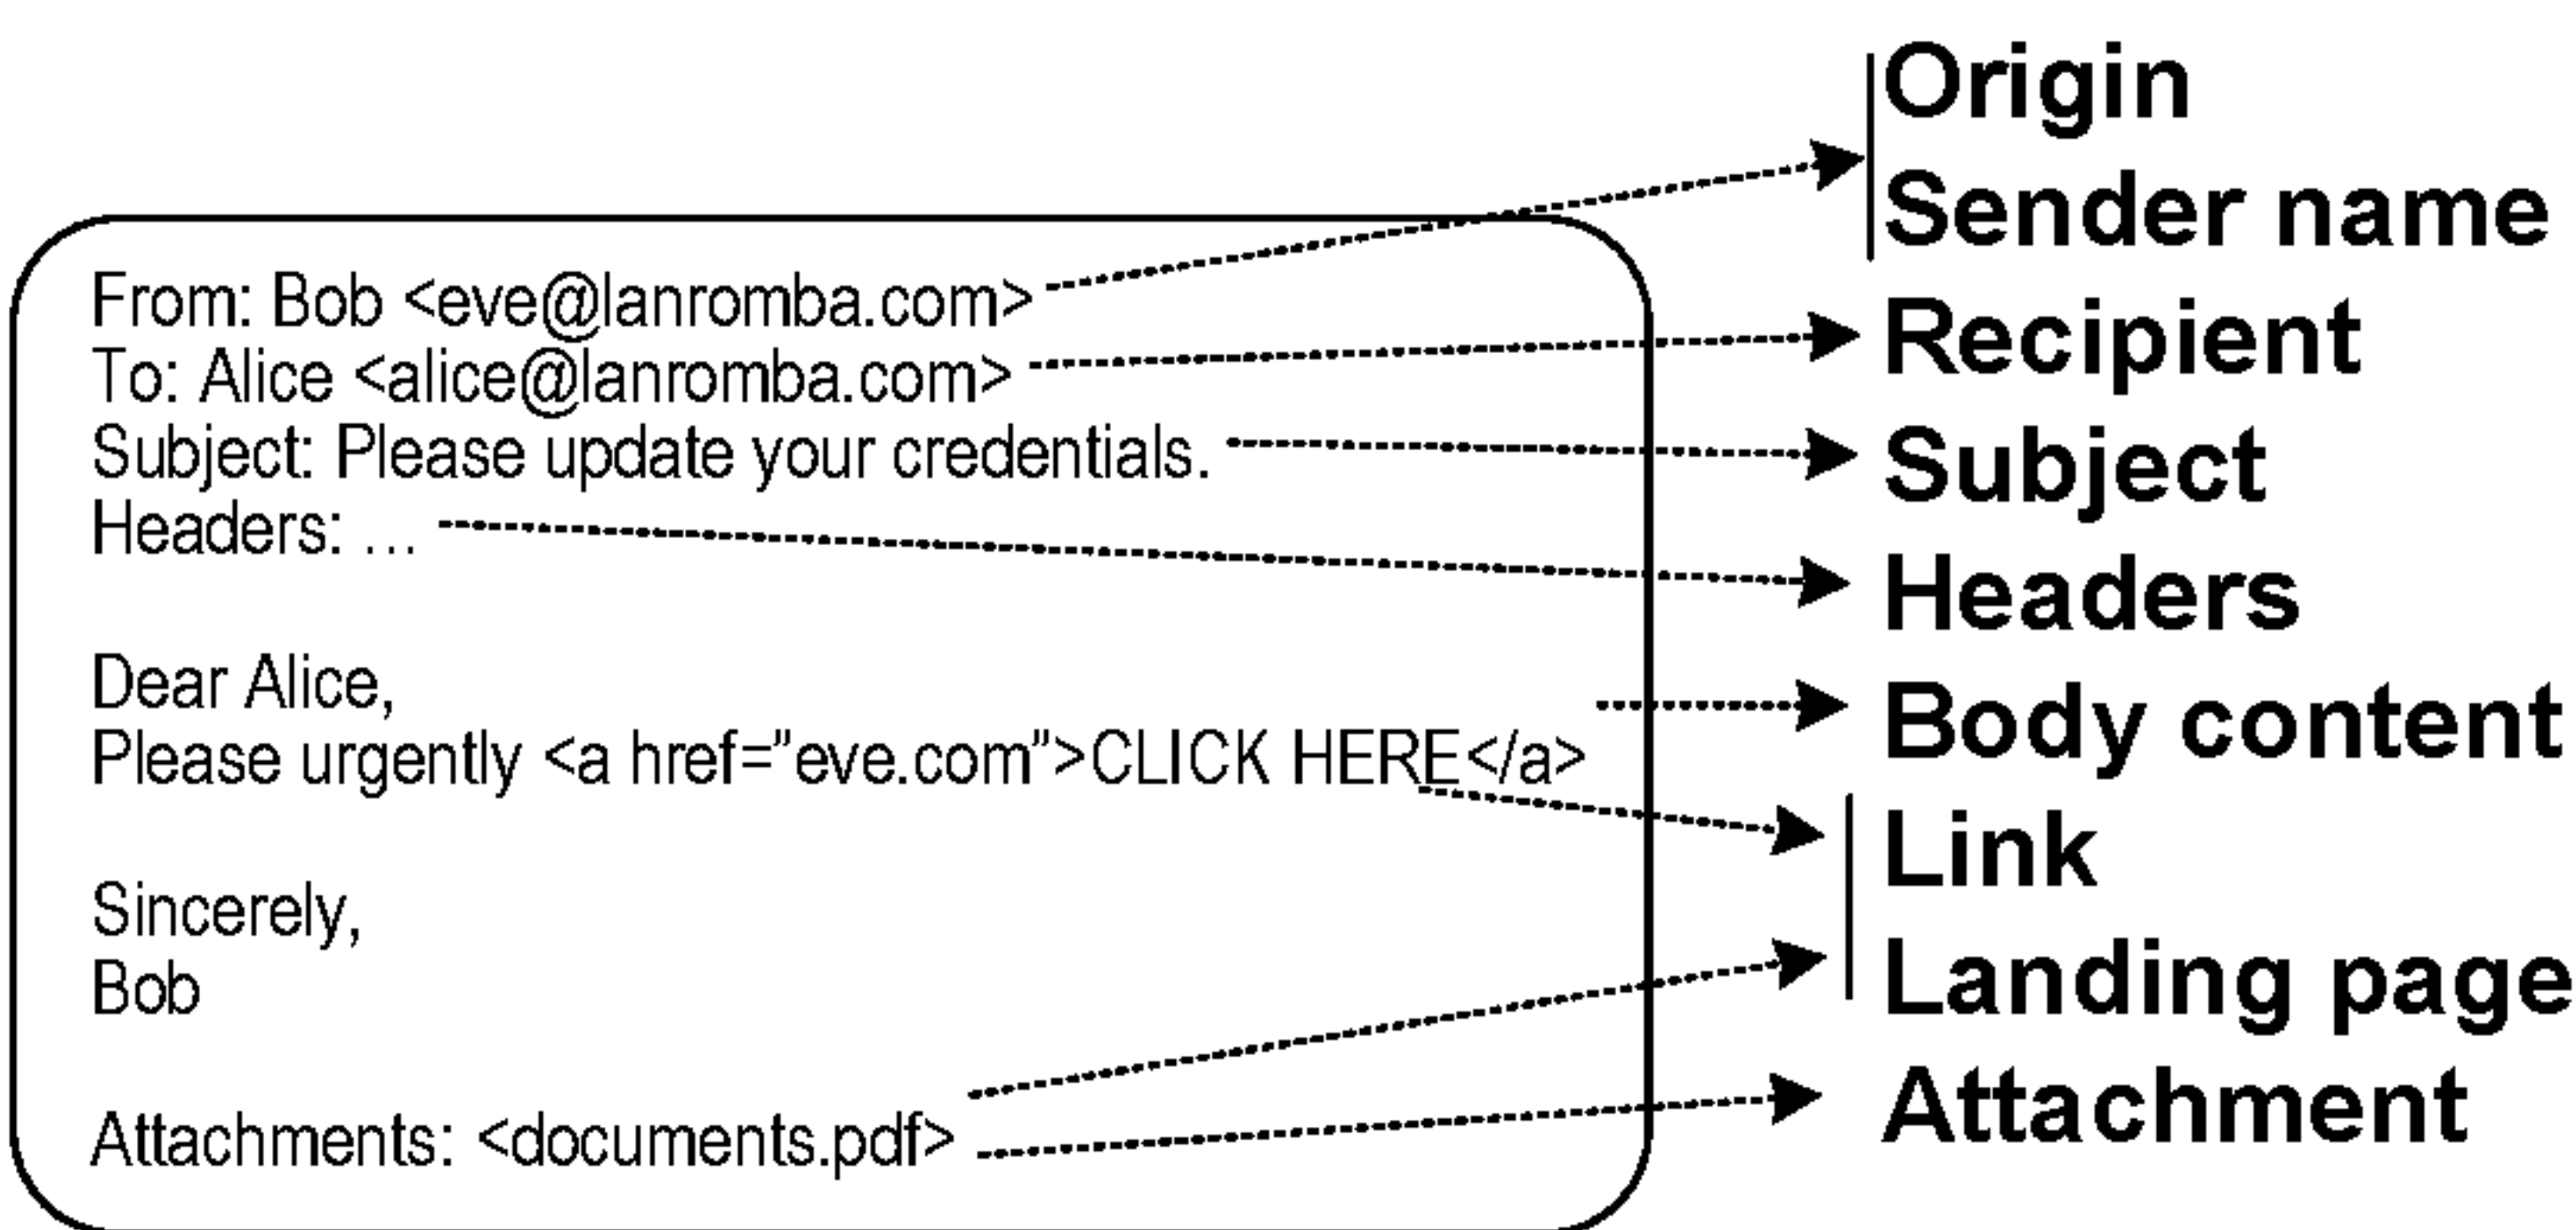 From: Bob <eve@lanromba.com>
To: Alice <alice@lanromba.com>
Subject: Please update your credentials.
Headers: ...
Dear Alice,
Please urgently <a href=”eve.com”>CLICK HERE</a>
Sincerely,
Bob
Attachments: <documents.pdf>
Origin
Sender name
Recipient
Subject
Headers
Body content
Link
Landing page
Attachment